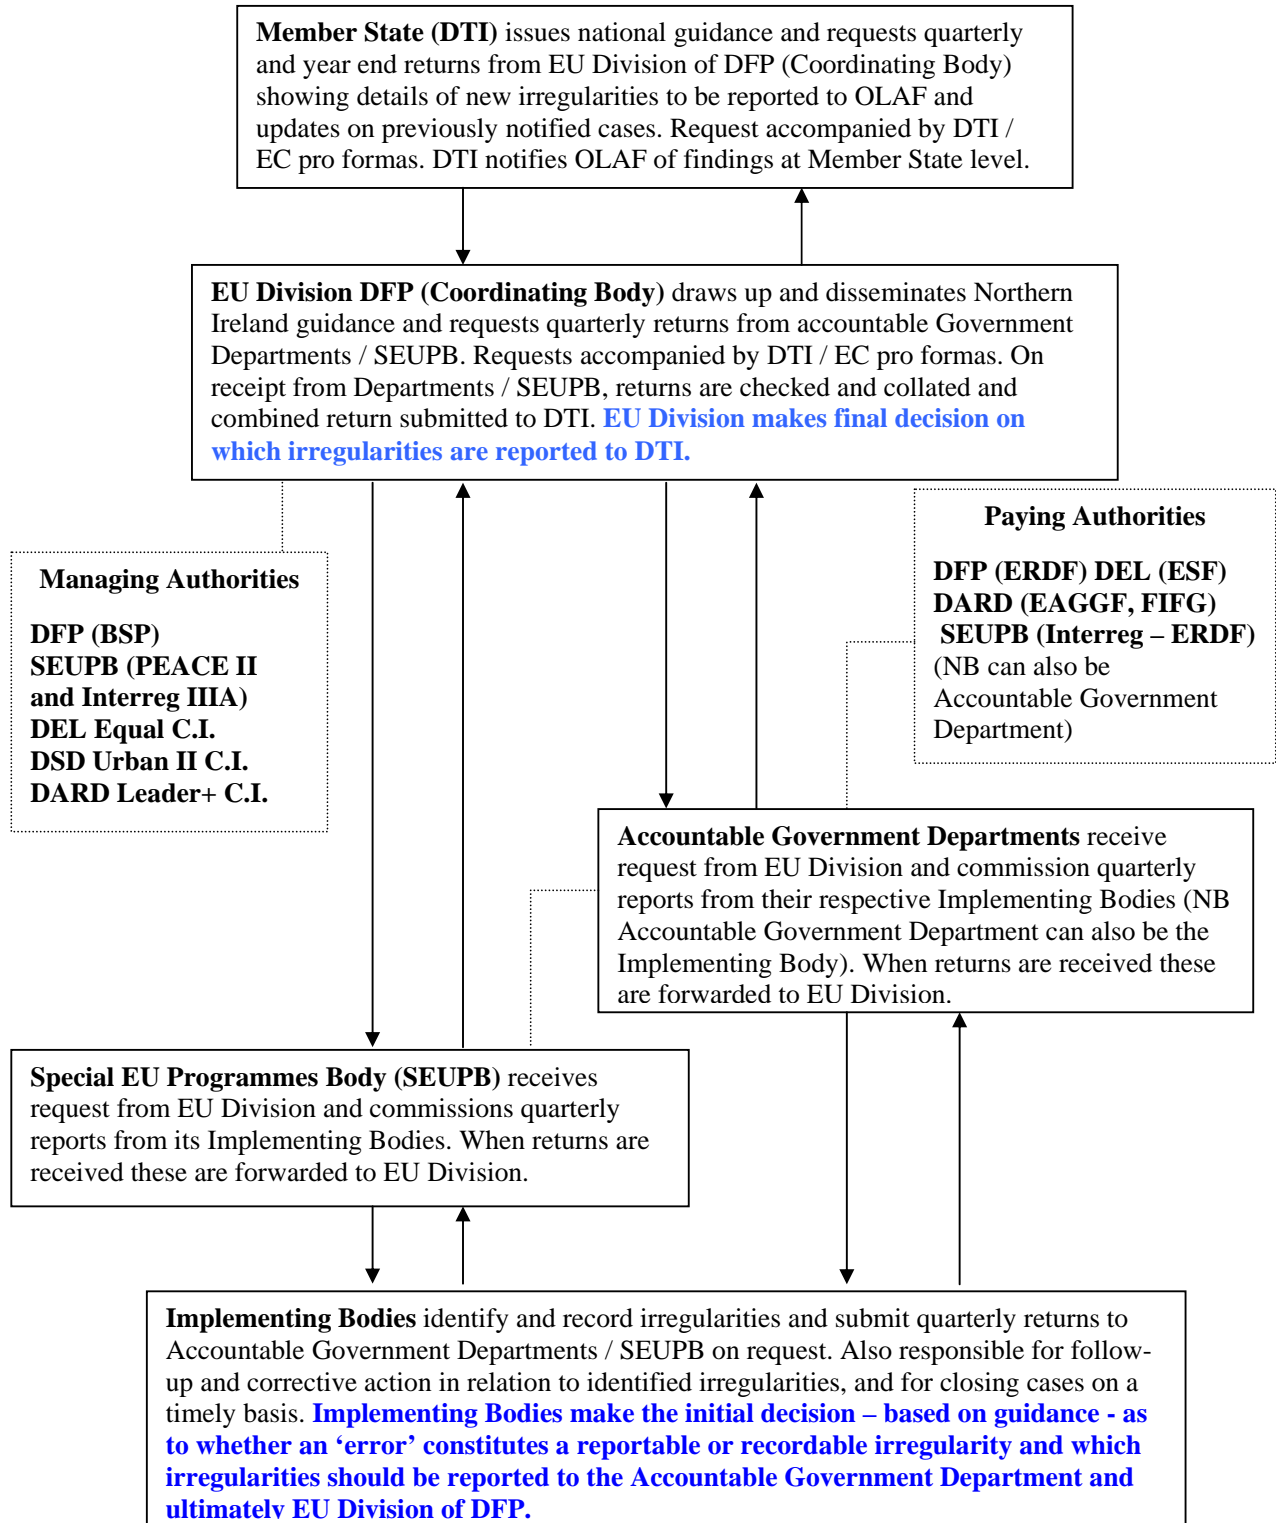 Member State (DTI) issues national guidance and requests quarterly
and year end returns from EU Division of DFP (Coordinating Body)
showing details of new irregularities to be reported to OLAF and
updates on previously notified cases. Request accompanied by DTI /
EC pro formas. DTI notifies OLAF of findings at Member State level.
EU Division DFP (Coordinating Body) draws up and disseminates Northern
Ireland guidance and requests quarterly returns from accountable Government
Departments / SEUPB. Requests accompanied by DTI / EC pro formas. On
receipt from Departments / SEUPB, returns are checked and collated and
combined return submitted to DTI. EU Division makes final decision on
which irregularities are reported to DTI.
Managing Authorities
DFP (BSP)
SEUPB (PEACE II
and Interreg IIIA)
DEL Equal C.I.
DSD Urban II C.I.
DARD Leader+ C.I.
Paying Authorities
DFP (ERDF) DEL (ESF)
DARD (EAGGF, FIFG)
SEUPB (Interreg – ERDF)
(NB can also be
Accountable Government
Department)
Accountable Government Departments receive
request from EU Division and commission quarterly
reports from their respective Implementing Bodies (NB
Accountable Government Department can also be the
Implementing Body). When returns are received these
are forwarded to EU Division.
Special EU Programmes Body (SEUPB) receives
request from EU Division and commissions quarterly
reports from its Implementing Bodies. When returns are
received these are forwarded to EU Division.
Implementing Bodies identify and record irregularities and submit quarterly returns to
Accountable Government Departments / SEUPB on request. Also responsible for follow-
up and corrective action in relation to identified irregularities, and for closing cases on a
timely basis. Implementing Bodies make the initial decision – based on guidance - as
to whether an ‘error’ constitutes a reportable or recordable irregularity and which
irregularities should be reported to the Accountable Government Department and
ultimately EU Division of DFP.